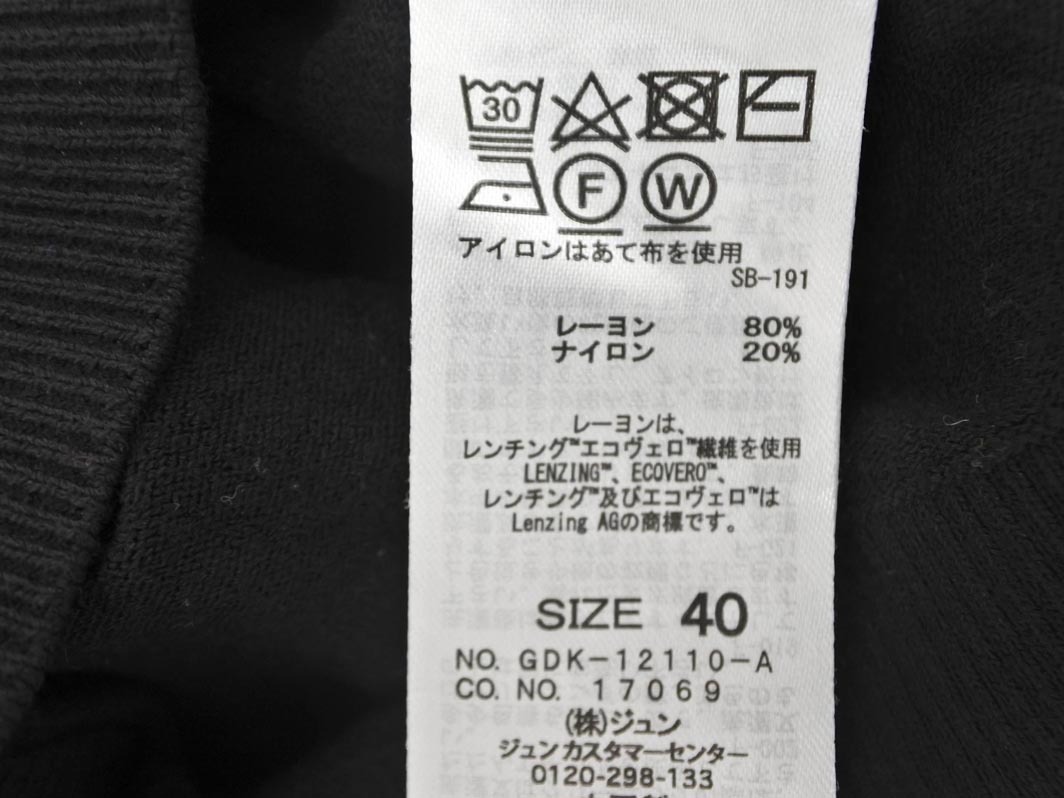 30
F W
アイロンはあて布を使用
SB-191
レーヨン 80%
ナイロン 20%
レーヨンは、
レンチング™エコヴェロ™繊維を使用
LENZING™、ECOVERO™、
レンチング™及びエコヴェロ™は
Lenzing AGの商標です。
SIZE 40
NO. GDK-12110-A
CO. NO. 17069
(株)ジュン
ジュンカスタマーセンター
0120-298-133